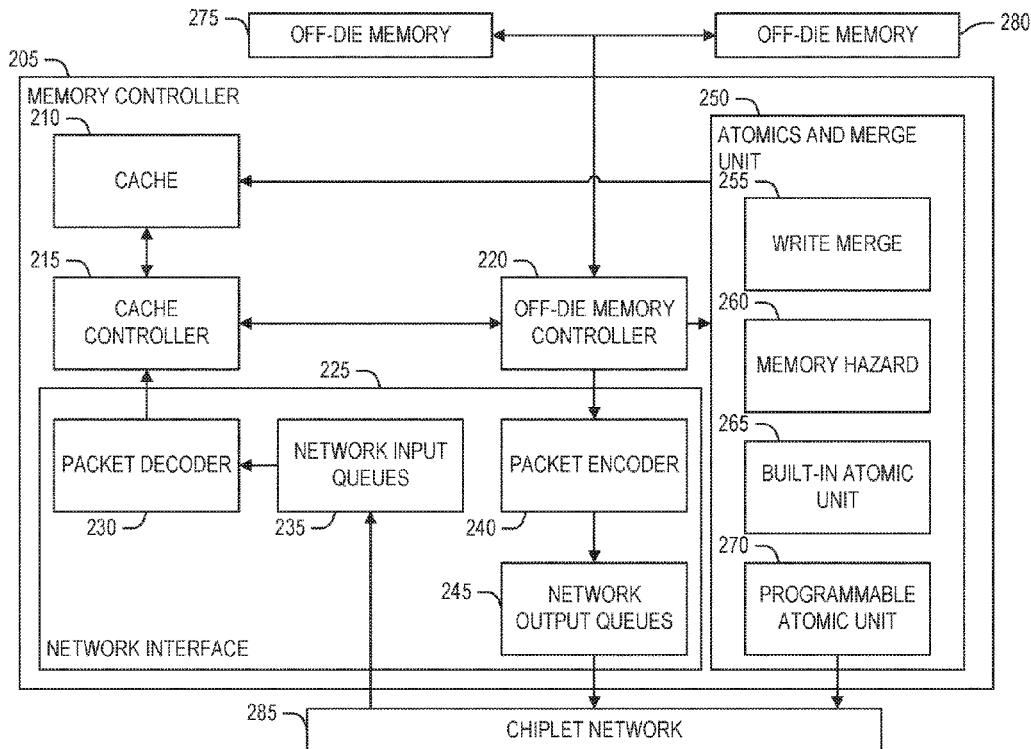 275
OFF-DIE MEMORY
OFF-DIE MEMORY
280
205
MEMORY CONTROLLER
210
CACHE
250
ATOMICS AND MERGE
UNIT
255
WRITE MERGE
215
CACHE
CONTROLLER
220
OFF-DIE MEMORY
CONTROLLER
260
MEMORY HAZARD
225
PACKET DECODER
230
NETWORK INPUT
QUEUES
235
PACKET ENCODER
240
265
BUILT-IN ATOMIC
UNIT
245
NETWORK
OUTPUT QUEUES
270
PROGRAMMABLE
ATOMIC UNIT
NETWORK INTERFACE
285
CHIPLET NETWORK